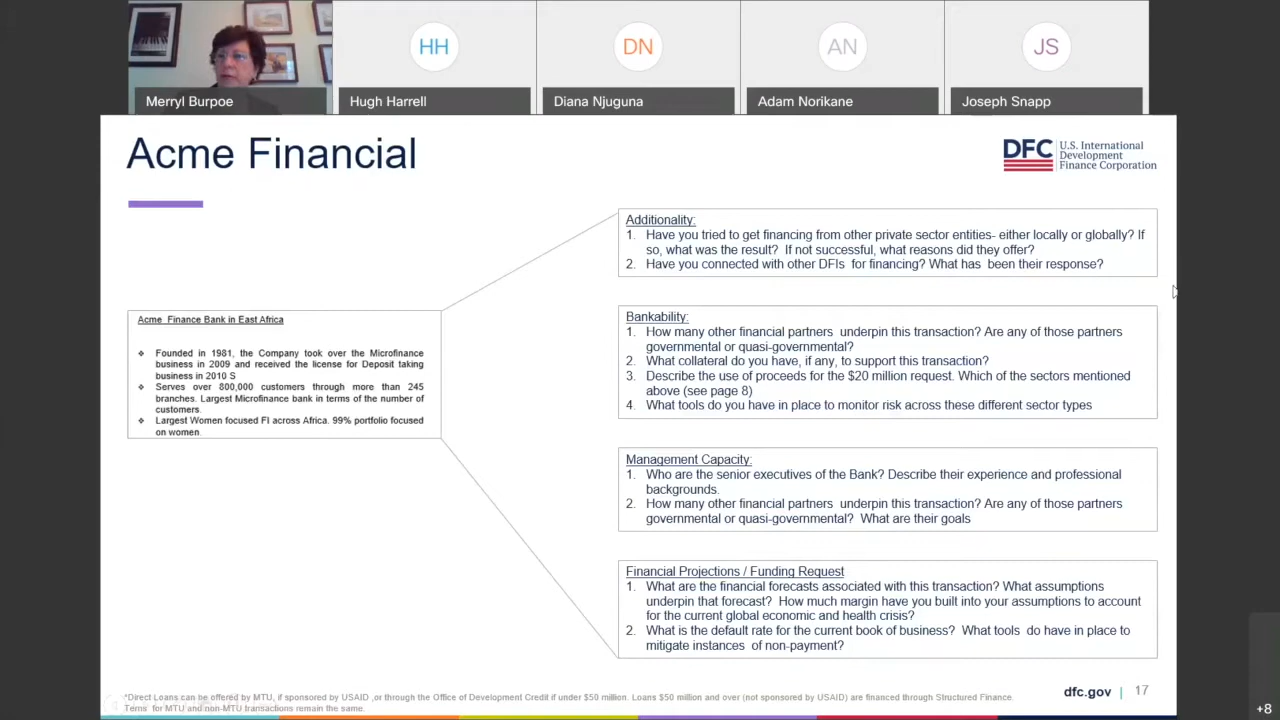 HH
DN
AN
JS
Merryl Burpoe
Hugh Harrell
Diana Njuguna
Adam Norikane
Joseph Snapp
Acme Financial
DFC
U.S. International
Development
Finance Corporation
Acme Finance Bank in East Africa
❖ Founded in 1981, the Company took over the Microfinance
business in 2009 and received the license for Deposit taking
business in 2010 S
❖ Serves over 800,000 customers through more than 245
branches. Largest Microfinance bank in terms of the number of
customers.
❖ Largest Women focused FI across Africa. 99% portfolio focused
on women.
Additionality:
1. Have you tried to get financing from other private sector entities- either locally or globally? If
so, what was the result? If not successful, what reasons did they offer?
2. Have you connected with other DFIs for financing? What has been their response?
Bankability:
1. How many other financial partners underpin this transaction? Are any of those partners
governmental or quasi-governmental?
2. What collateral do you have, if any, to support this transaction?
3. Describe the use of proceeds for the $20 million request. Which of the sectors mentioned
above (see page 8)
4. What tools do you have in place to monitor risk across these different sector types
Management Capacity:
1. Who are the senior executives of the Bank? Describe their experience and professional
backgrounds.
2. How many other financial partners underpin this transaction? Are any of those partners
governmental or quasi-governmental? What are their goals
Financial Projections / Funding Request
1. What are the financial forecasts associated with this transaction? What assumptions
underpin that forecast? How much margin have you built into your assumptions to account
for the current global economic and health crisis?
2. What is the default rate for the current book of business? What tools do have in place to
mitigate instances of non-payment?
*Direct Loans can be offered by MTU, if sponsored by USAID ,or through the Office of Development Credit if under $50 million. Loans $50 million and over (not sponsored by USAID) are financed through Structured Finance.
Terms for MTU and non-MTU transactions remain the same.
dfc.gov | 17
+8